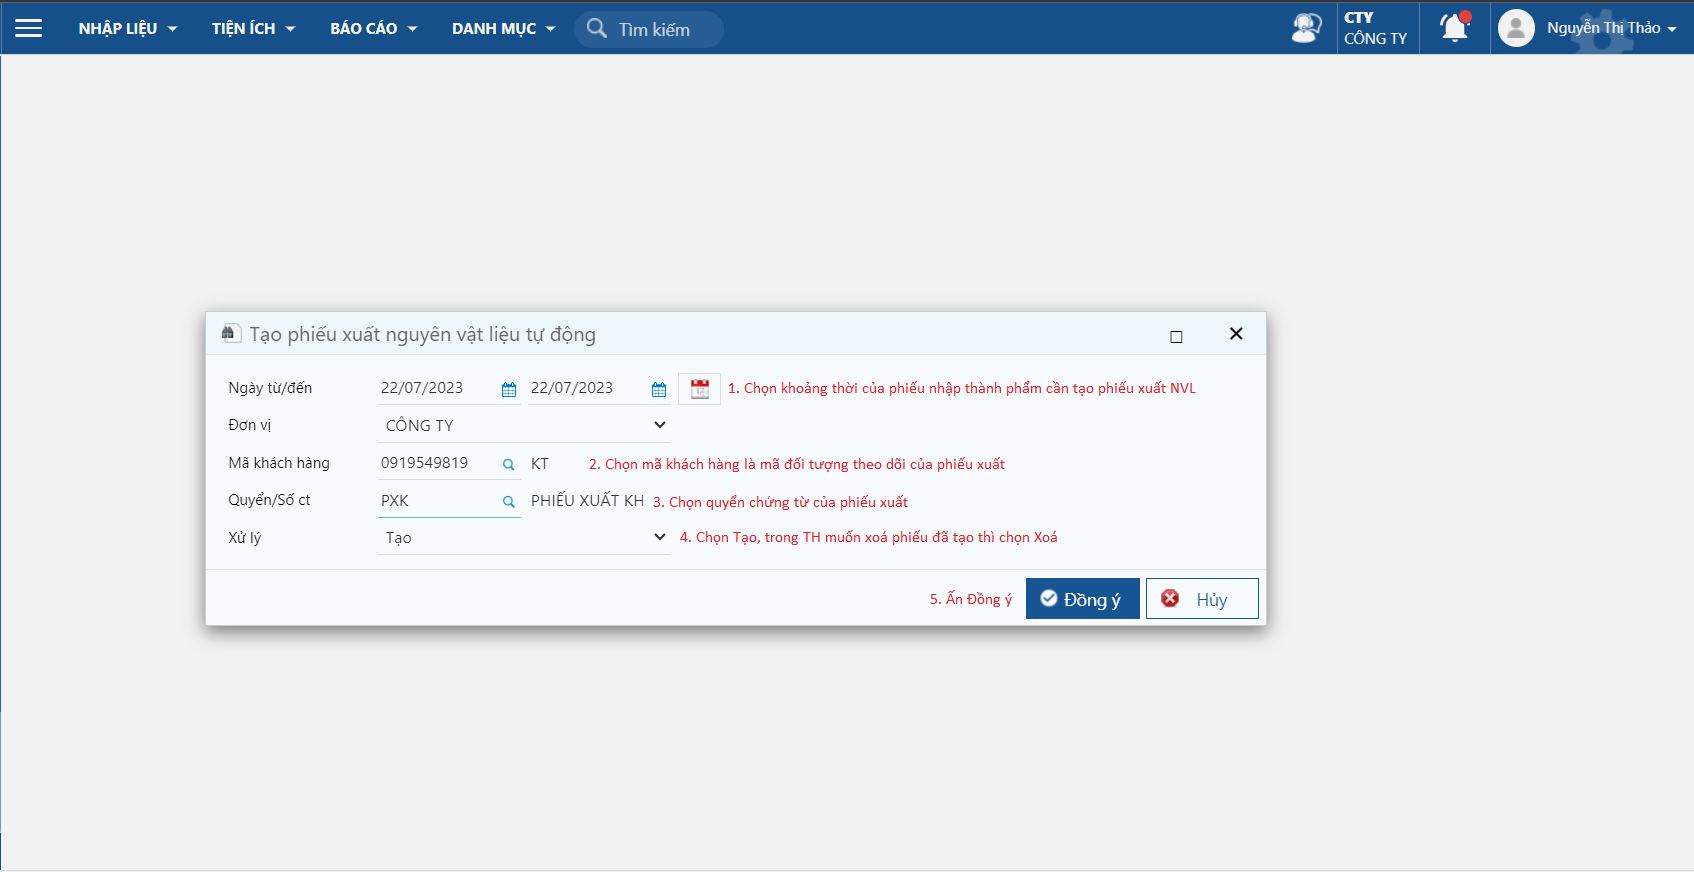 NHẬP LIỆU TIỆN ÍCH BÁO CÁO DANH MỤC Tìm kiếm CTY Nguyễn Thị Thảo
CÔNG TY
Tạo phiếu xuất nguyên vật liệu tự động
Ngày từ/đến 22/07/2023 22/07/2023 1. Chọn khoảng thời của phiếu nhập thành phẩm cần tạo phiếu xuất NVL
Đơn vị CÔNG TY
Mã khách hàng 0919549819 KT 2. Chọn mã khách hàng là mã đối tượng theo dõi của phiếu xuất
Quyển/Số ct PXK PHIẾU XUẤT KH 3. Chọn quyển chứng từ của phiếu xuất
Xử lý Tạo 4. Chọn Tạo, trong TH muốn xoá phiếu đã tạo thì chọn Xoá
5. Ấn Đồng ý Đồng ý Hủy